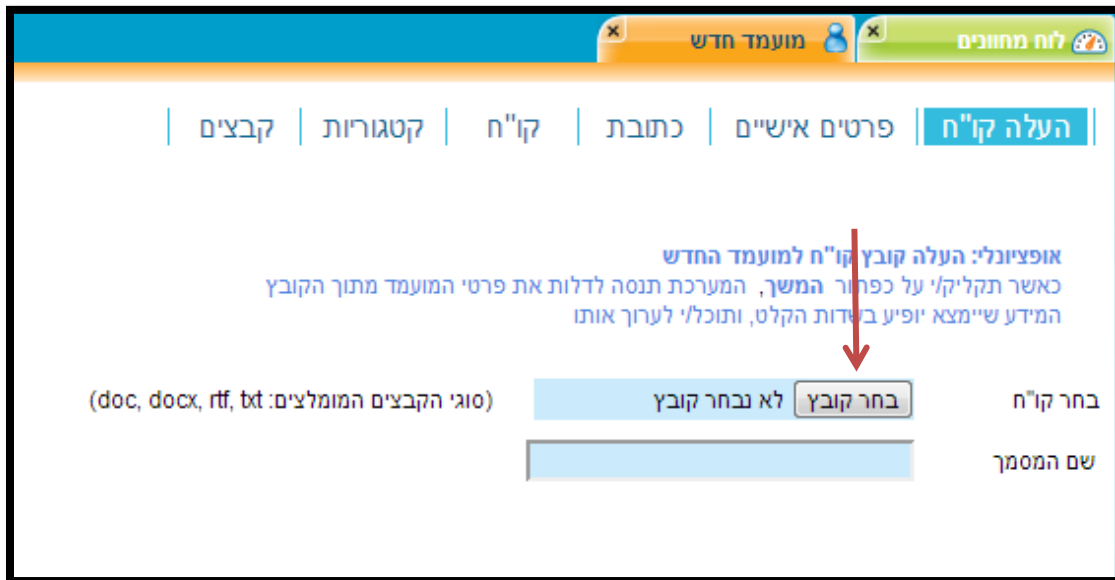 לוח מחוונים
מועמד חדש
העלה קו"ח | פרטים אישיים | כתובת | קו"ח | קטגוריות | קבצים
אופציונלי: העלה קובץ קו"ח למועמד החדש
כאשר תקליק/י על כפתור המשך, המערכת תנסה לדלות את פרטי המועמד מתוך הקובץ
המידע שיימצא יופיע בשדות הקלט, ותוכל/י לערוך אותו
בחר קו"ח בחר קובץ לא נבחר קובץ (סוגי הקבצים המומלצים: doc, docx, rtf, txt)
שם המסמך